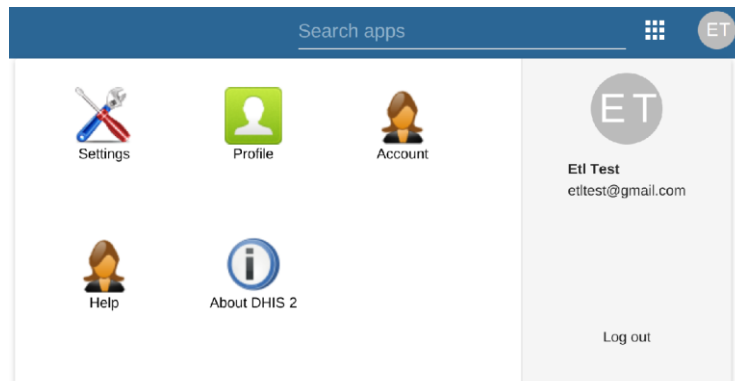 Search apps
ET
ET
Settings
Profile
Account
Etl Test
etltest@gmail.com
Help
About DHIS 2
Log out